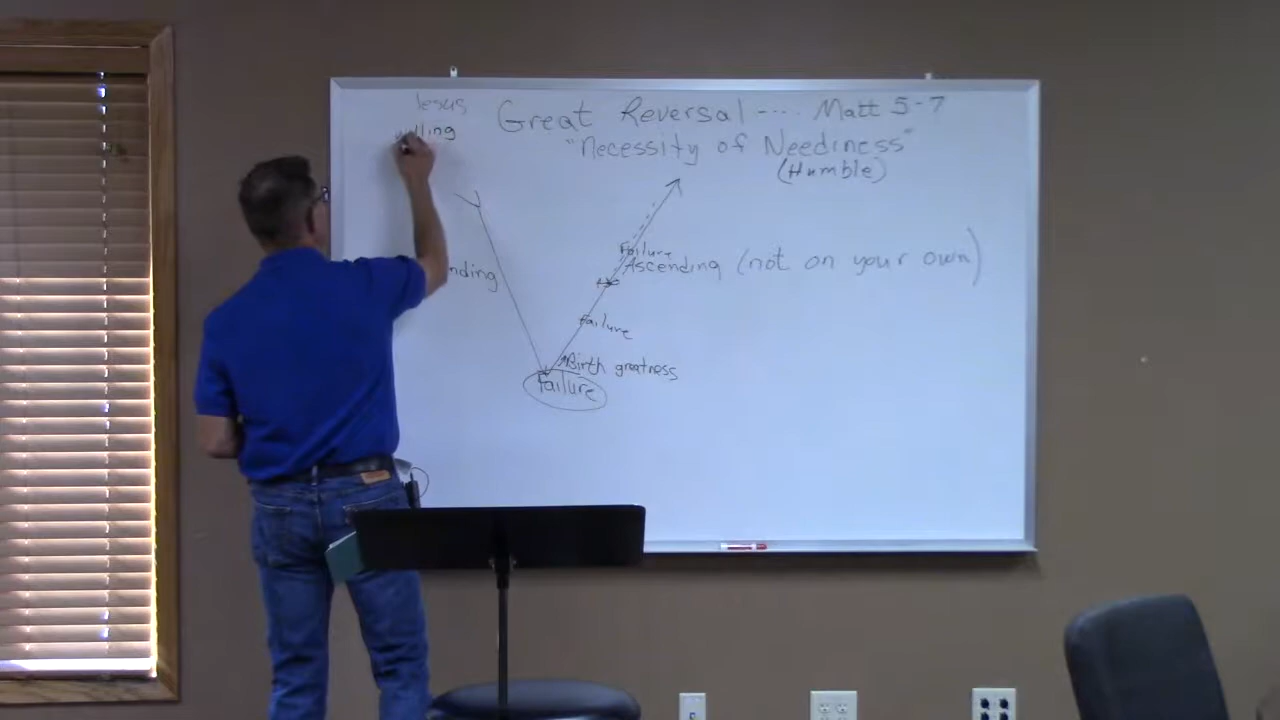 Jesus
Great Reversal .... Matt 5-7
"Necessity of Neediness"
(Humble)
Failure
Ascending (not on your own)
Failure
Birth greatness
Failure